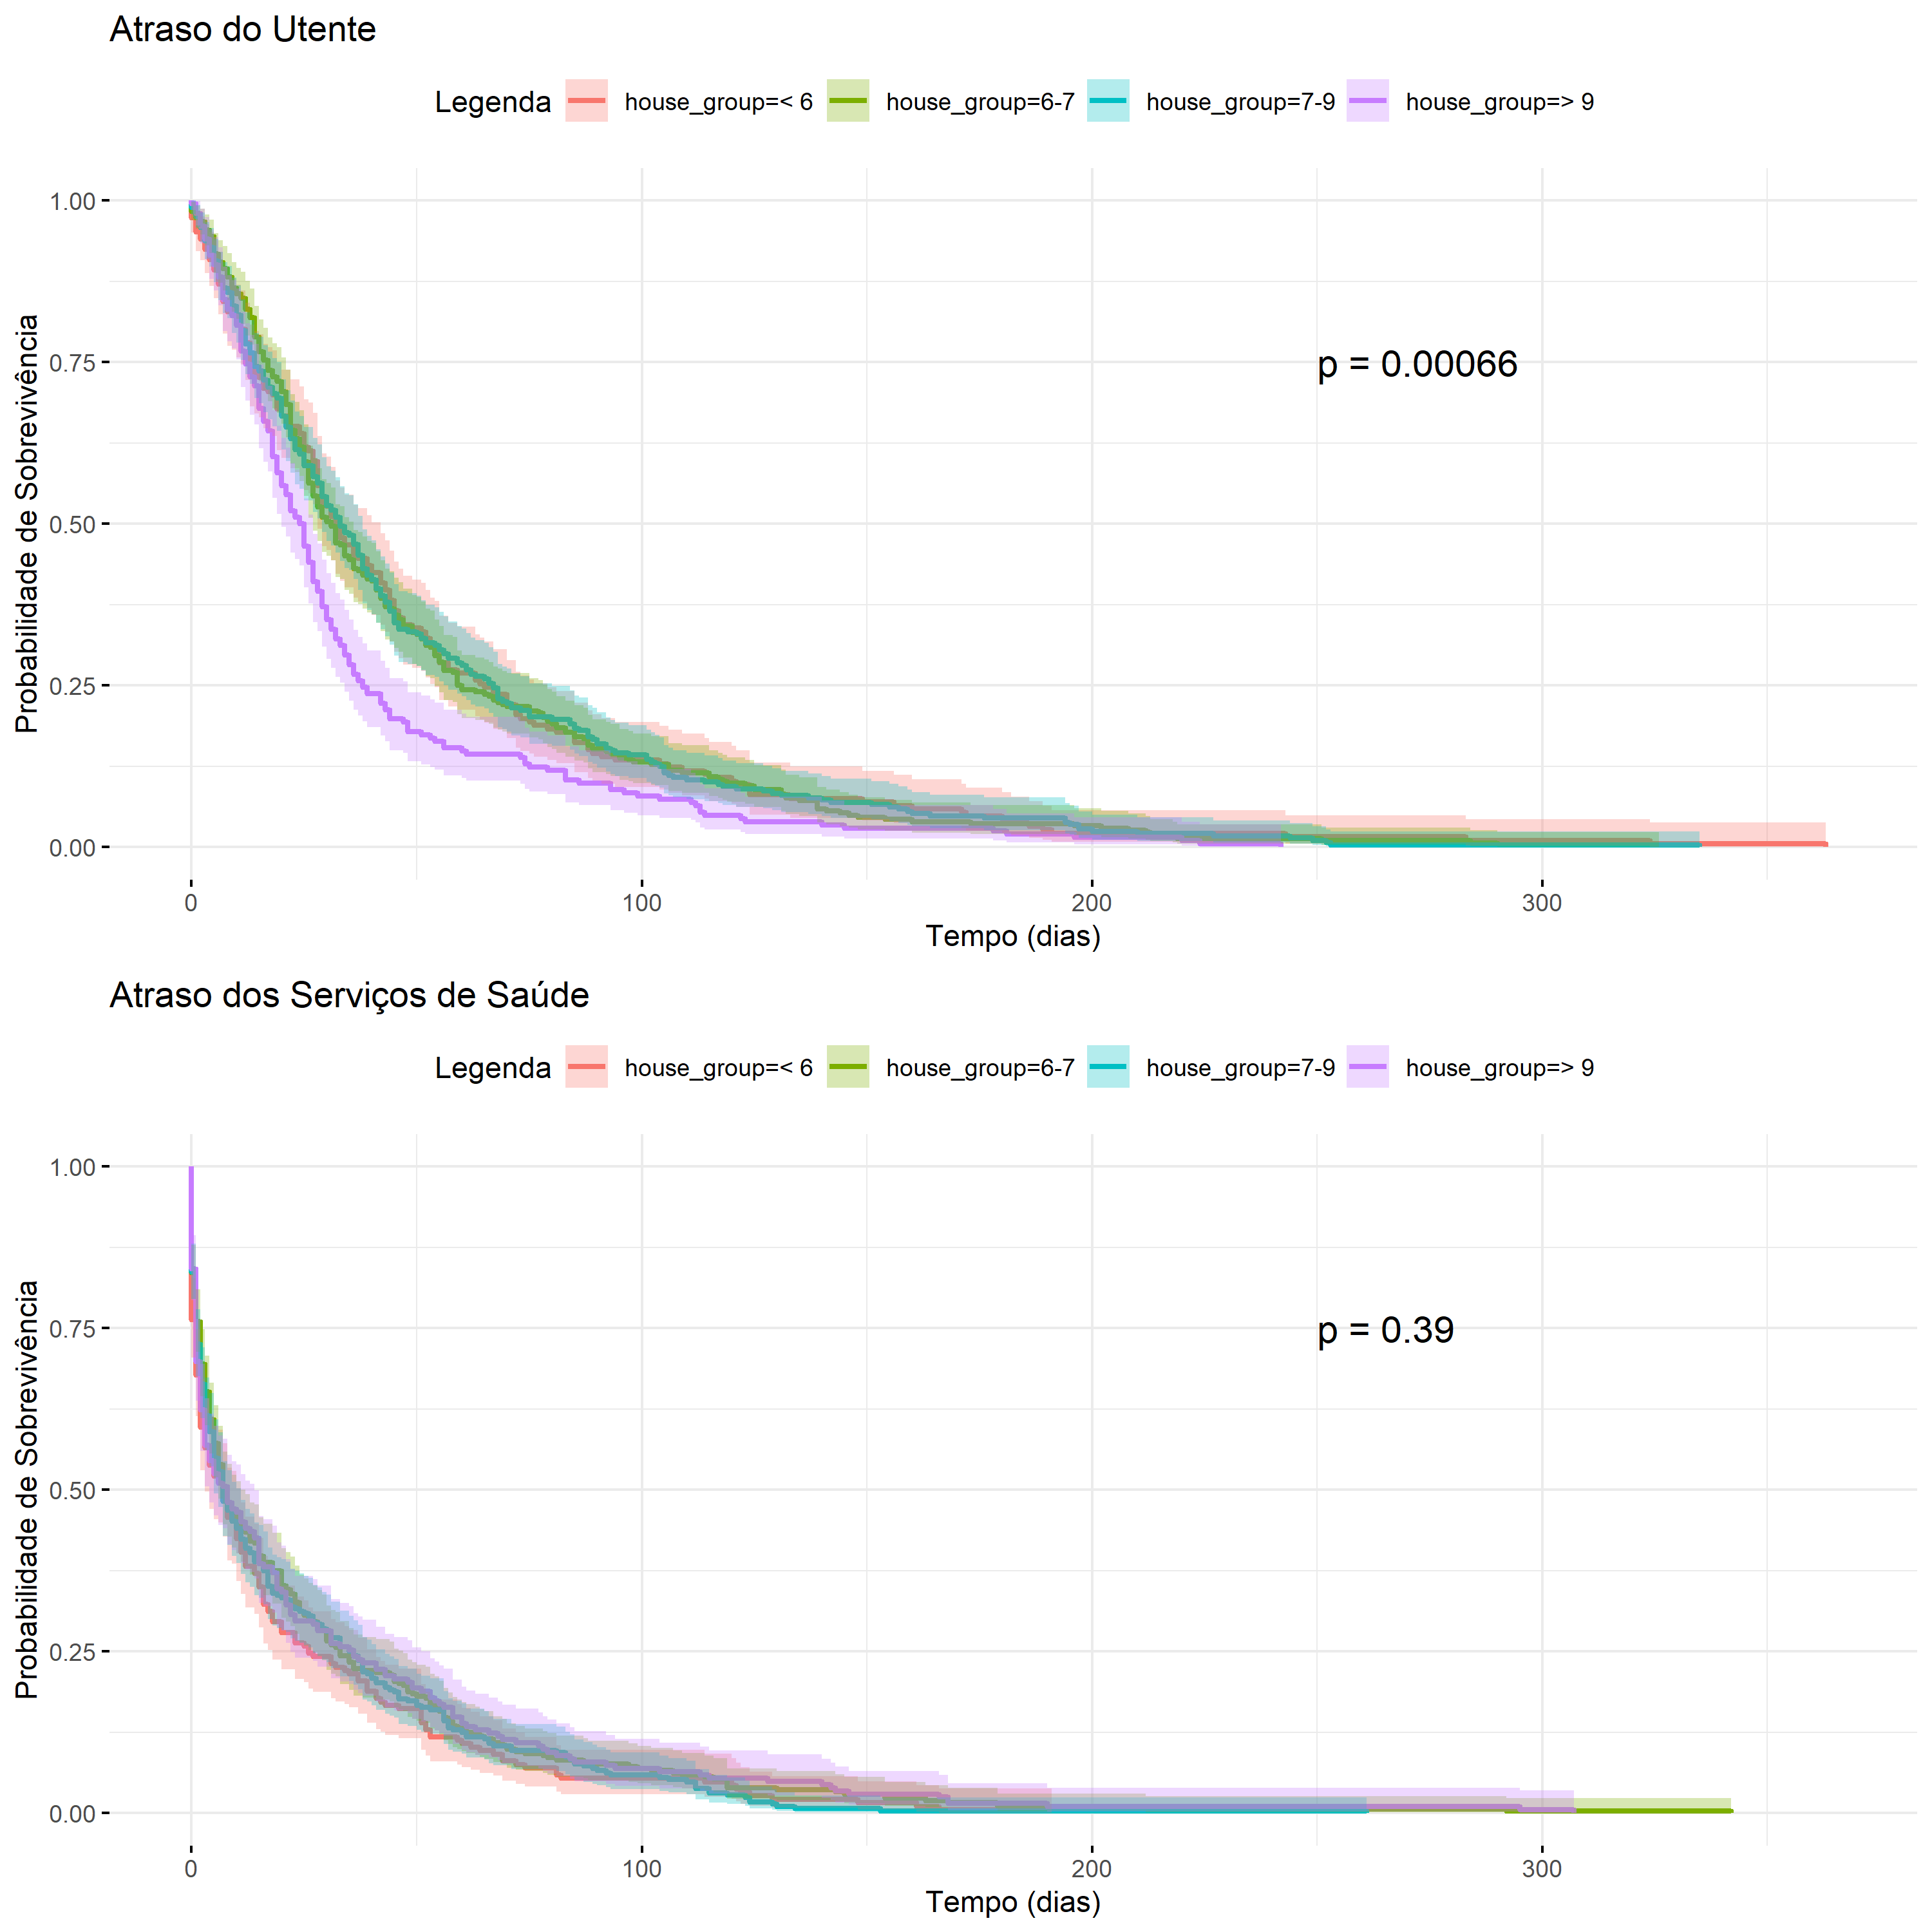 Atraso do Utente
Legenda house_group=< 6 house_group=6-7 house_group=7-9 house_group=> 9
Probabilidade de Sobrevivência
1.00
0.75
0.50
0.25
0.00
p = 0.00066
0 100 200 300
Tempo (dias)
Atraso dos Serviços de Saúde
Legenda house_group=< 6 house_group=6-7 house_group=7-9 house_group=> 9
Probabilidade de Sobrevivência
1.00
0.75
0.50
0.25
0.00
p = 0.39
0 100 200 300
Tempo (dias)